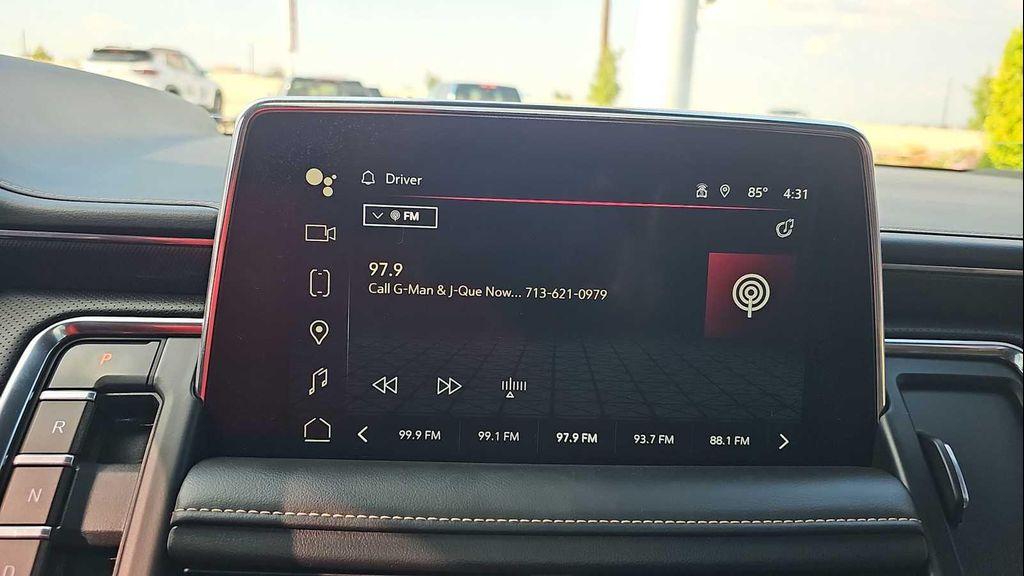 Driver
85° 4:31
FM
97.9
Call G-Man & J-Que Now... 713-621-0979
99.9 FM 99.1 FM 97.9 FM 93.7 FM 88.1 FM
P
R
N
D